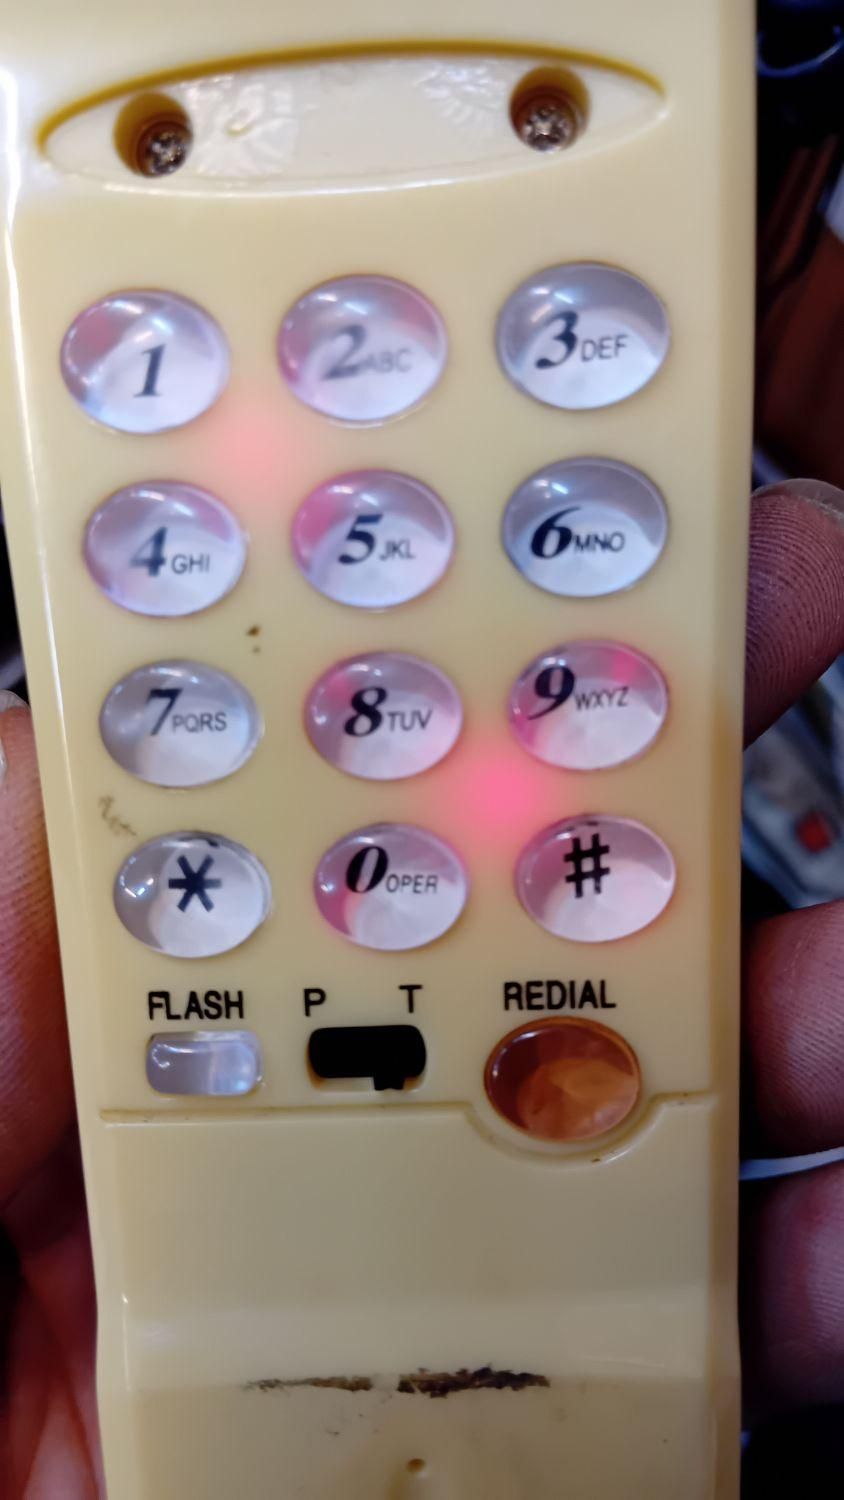 1 2ABC 3DEF
4GHI 5JKL 6MNO
7PQRS 8TUV 9WXYZ
* 0OPER #
FLASH P T REDIAL